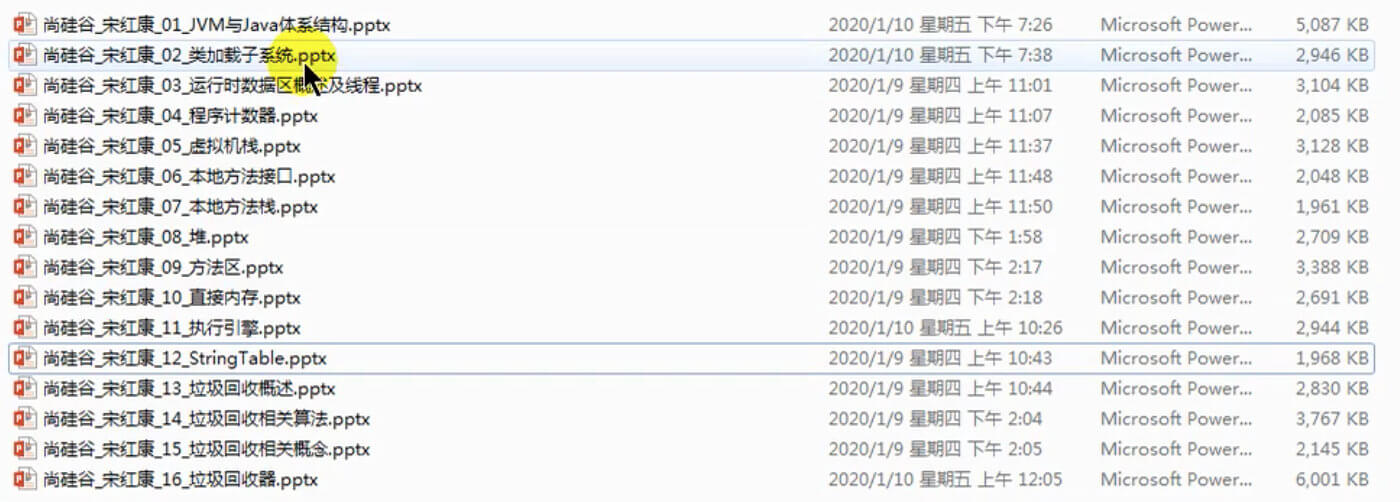 尚硅谷_宋红康_01_JVM与Java体系结构.pptx 2020/1/10 星期五 下午 7:26 Microsoft Power... 5,087 KB
尚硅谷_宋红康_02_类加载子系统.pptx 2020/1/10 星期五 下午 7:38 Microsoft Power... 2,946 KB
尚硅谷_宋红康_03_运行时数据区概述及线程.pptx 2020/1/9 星期四 上午 11:01 Microsoft Power... 3,104 KB
尚硅谷_宋红康_04_程序计数器.pptx 2020/1/9 星期四 上午 11:07 Microsoft Power... 2,085 KB
尚硅谷_宋红康_05_虚拟机栈.pptx 2020/1/9 星期四 上午 11:37 Microsoft Power... 3,128 KB
尚硅谷_宋红康_06_本地方法接口.pptx 2020/1/9 星期四 上午 11:48 Microsoft Power... 2,048 KB
尚硅谷_宋红康_07_本地方法栈.pptx 2020/1/9 星期四 上午 11:50 Microsoft Power... 1,961 KB
尚硅谷_宋红康_08_堆.pptx 2020/1/9 星期四 下午 1:58 Microsoft Power... 2,709 KB
尚硅谷_宋红康_09_方法区.pptx 2020/1/9 星期四 下午 2:17 Microsoft Power... 3,388 KB
尚硅谷_宋红康_10_直接内存.pptx 2020/1/9 星期四 下午 2:18 Microsoft Power... 2,691 KB
尚硅谷_宋红康_11_执行引擎.pptx 2020/1/10 星期五 上午 10:26 Microsoft Power... 2,944 KB
尚硅谷_宋红康_12_StringTable.pptx 2020/1/9 星期四 上午 10:43 Microsoft Power... 1,968 KB
尚硅谷_宋红康_13_垃圾回收概述.pptx 2020/1/9 星期四 上午 10:44 Microsoft Power... 2,830 KB
尚硅谷_宋红康_14_垃圾回收相关算法.pptx 2020/1/9 星期四 下午 2:04 Microsoft Power... 3,767 KB
尚硅谷_宋红康_15_垃圾回收相关概念.pptx 2020/1/9 星期四 下午 2:05 Microsoft Power... 2,145 KB
尚硅谷_宋红康_16_垃圾回收器.pptx 2020/1/10 星期五 上午 12:05 Microsoft Power... 6,001 KB